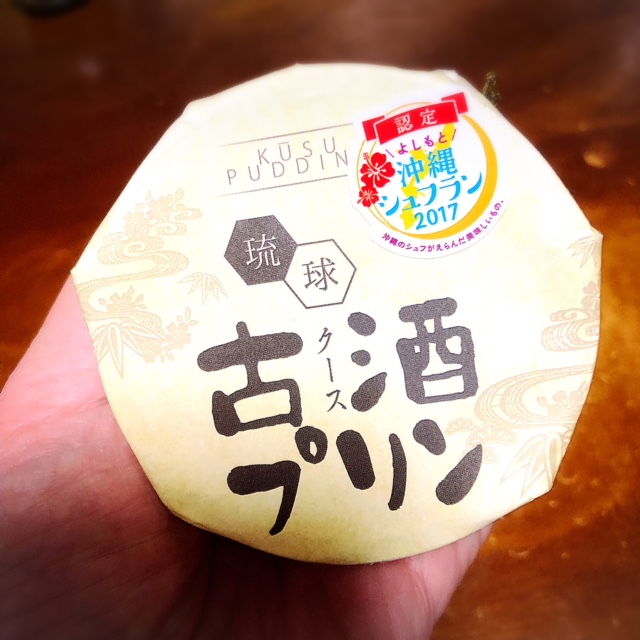 KŪSU
PUDDIN
琉球
古酒
クース
プリン
認定
よしもと
沖縄
シュフラン
2017
沖縄のシュフがえらんだ美味しいもの。